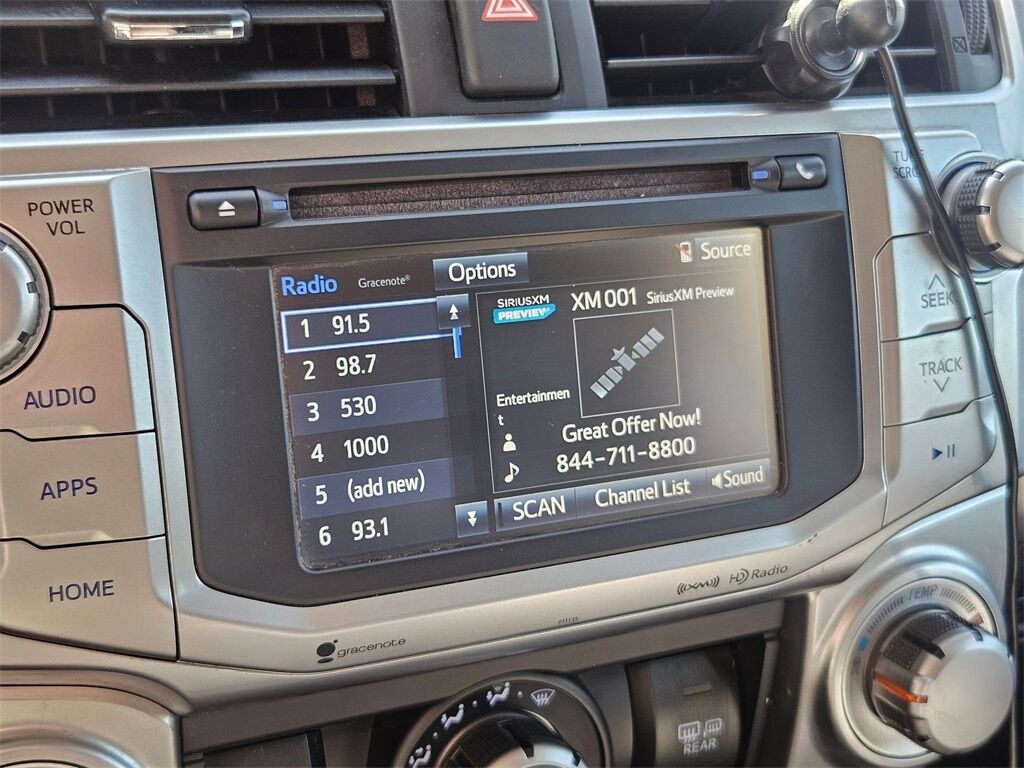 POWER
VOL
AUDIO
APPS
HOME
Radio
Gracenote®
Options
Source
1 91.5
2 98.7
3 530
4 1000
5 (add new)
6 93.1
SIRIUSXM
PREVIEW
XM001 SiriusXM Preview
Entertainmen
t
Great Offer Now!
844-711-8800
SCAN
Channel List
Sound
SEEK
TRACK
gracenote
((XM)) HD Radio
TEMP
REAR